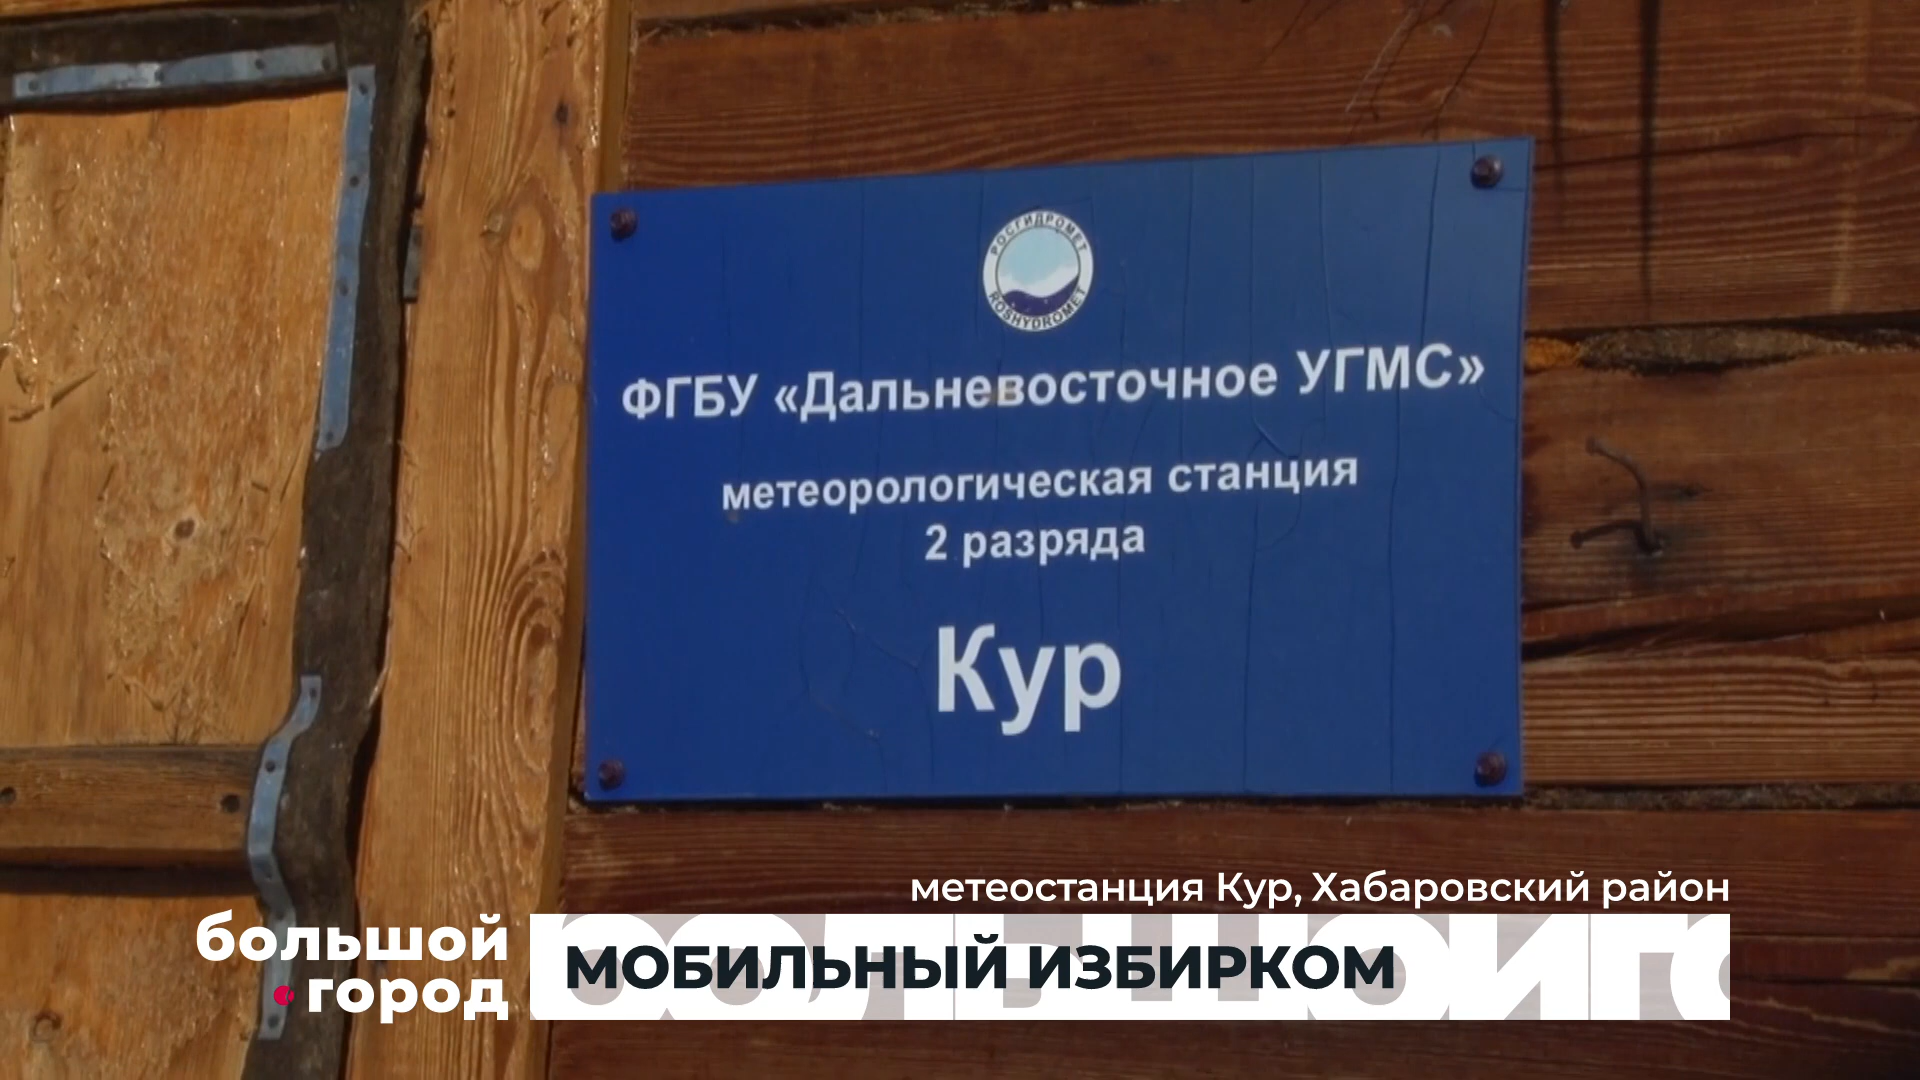 РОСГИДРОМЕТ
ROSHYDROMET
ФГБУ «Дальневосточное УГМС»
метеорологическая станция
2 разряда
Кур
метеостанция Кур, Хабаровский район
большой
город
МОБИЛЬНЫЙ ИЗБИРКОМ